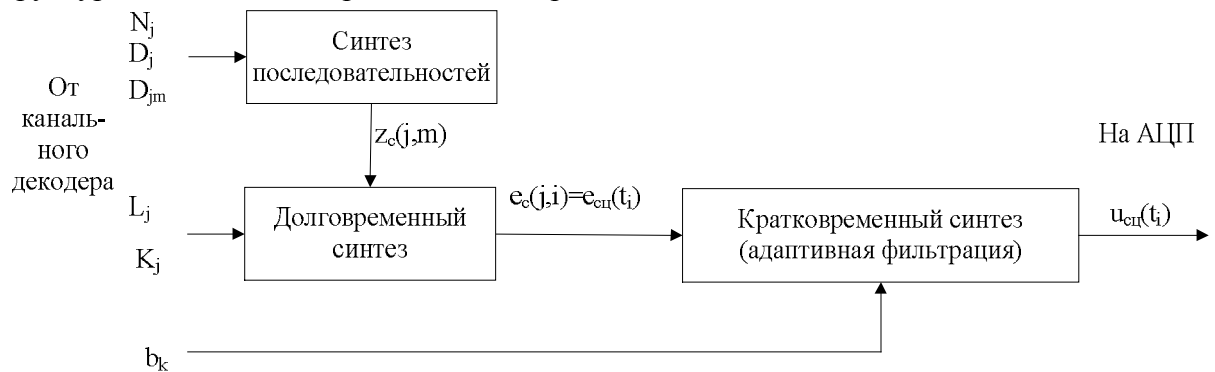 N_j
D_j
D_jm
От
каналь-
ного
декодера
Синтез
последовательностей
z_c(j,m)
На АЦП
L_j
K_j
Долговременный
синтез
e_c(j,i)=e_сц(t_i)
Кратковременный синтез
(адаптивная фильтрация)
u_сц(t_i)
b_k